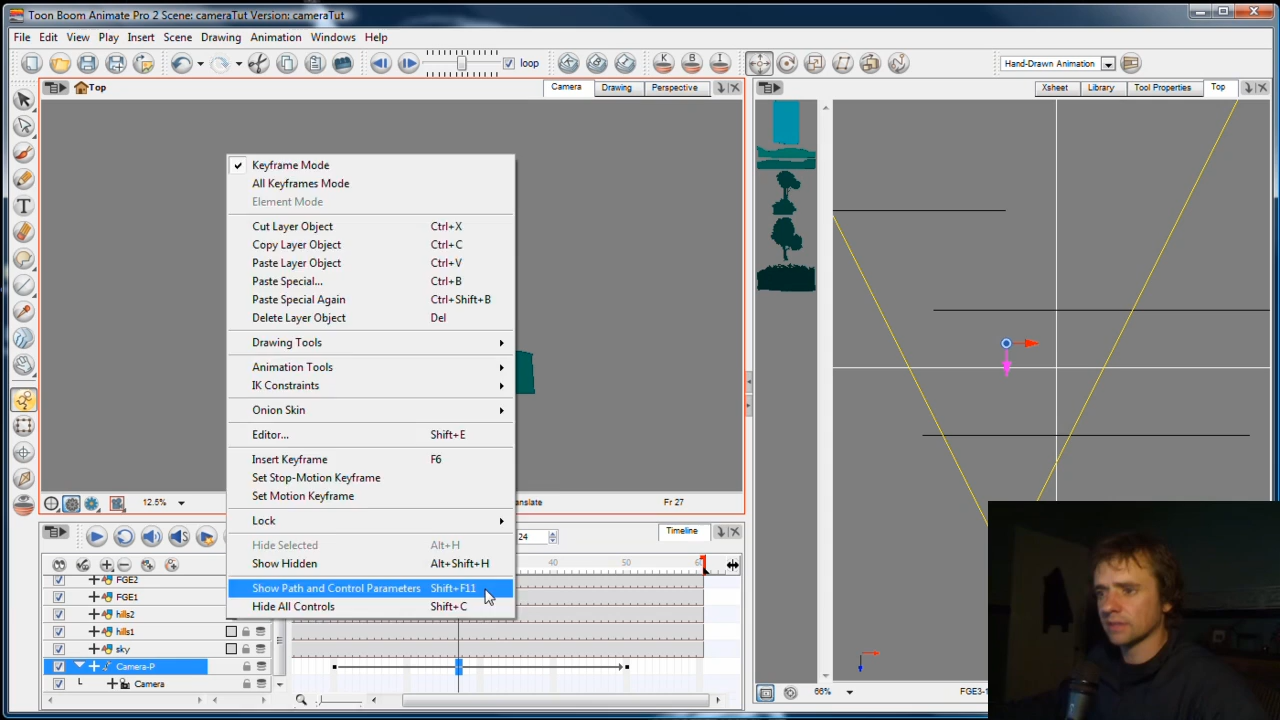 Toon Boom Animate Pro 2 Scene: cameraTut Version: cameraTut
File Edit View Play Insert Scene Drawing Animation Windows Help
loop
K B I
Hand-Drawn Animation
Top
Camera Drawing Perspective
Xsheet Library Tool Properties Top
Keyframe Mode
All Keyframes Mode
Element Mode
Cut Layer Object Ctrl+X
Copy Layer Object Ctrl+C
Paste Layer Object Ctrl+V
Paste Special... Ctrl+B
Paste Special Again Ctrl+Shift+B
Delete Layer Object Del
Drawing Tools
Animation Tools
IK Constraints
Onion Skin
Editor... Shift+E
Insert Keyframe F6
Set Stop-Motion Keyframe
Set Motion Keyframe
Lock
Hide Selected Alt+H
Show Hidden Alt+Shift+H
Show Path and Control Parameters Shift+F11
Hide All Controls Shift+C
12.5%
Fr 27
24
Timeline
40 50
FGE2
FGE1
hills2
hills1
sky
Camera-P
Camera
66%